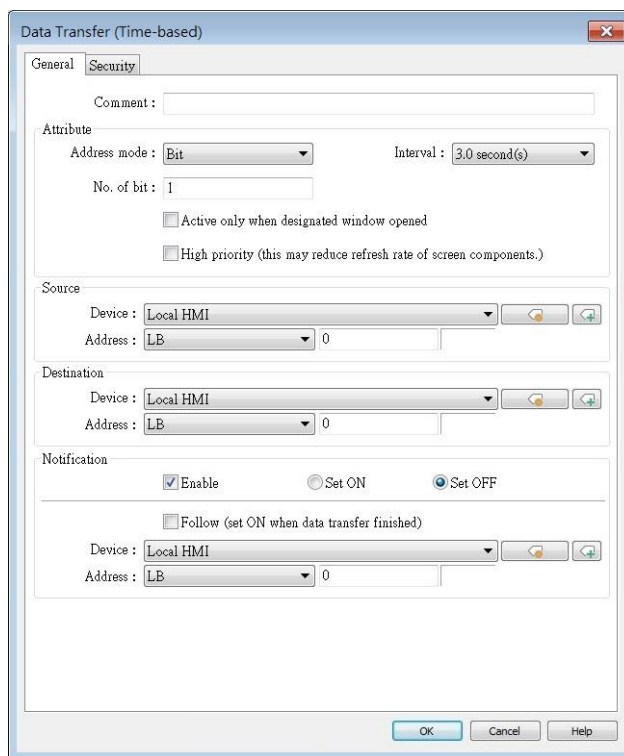 Data Transfer (Time-based)
General Security
Comment :
Attribute
Address mode : Bit Interval : 3.0 second(s)
No. of bit : 1
Active only when designated window opened
High priority (this may reduce refresh rate of screen components.)
Source
Device : Local HMI
Address : LB 0
Destination
Device : Local HMI
Address : LB 0
Notification
Enable Set ON Set OFF
Follow (set ON when data transfer finished)
Device : Local HMI
Address : LB 0
OK Cancel Help